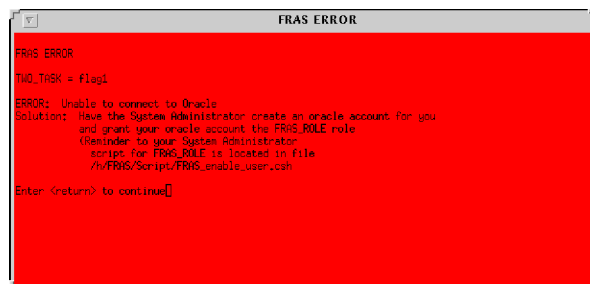 FRAS ERROR
FRAS ERROR
TWO_TASK = flag1
ERROR:  Unable to connect to Oracle
Solution:  Have the System Administrator create an oracle account for you
and grant your oracle account the FRAS_ROLE role
(Reminder to your System Administrator
script for FRAS_ROLE is located in file
/h/FRAS/Script/FRAS_enable_user.csh
Enter <return> to continue